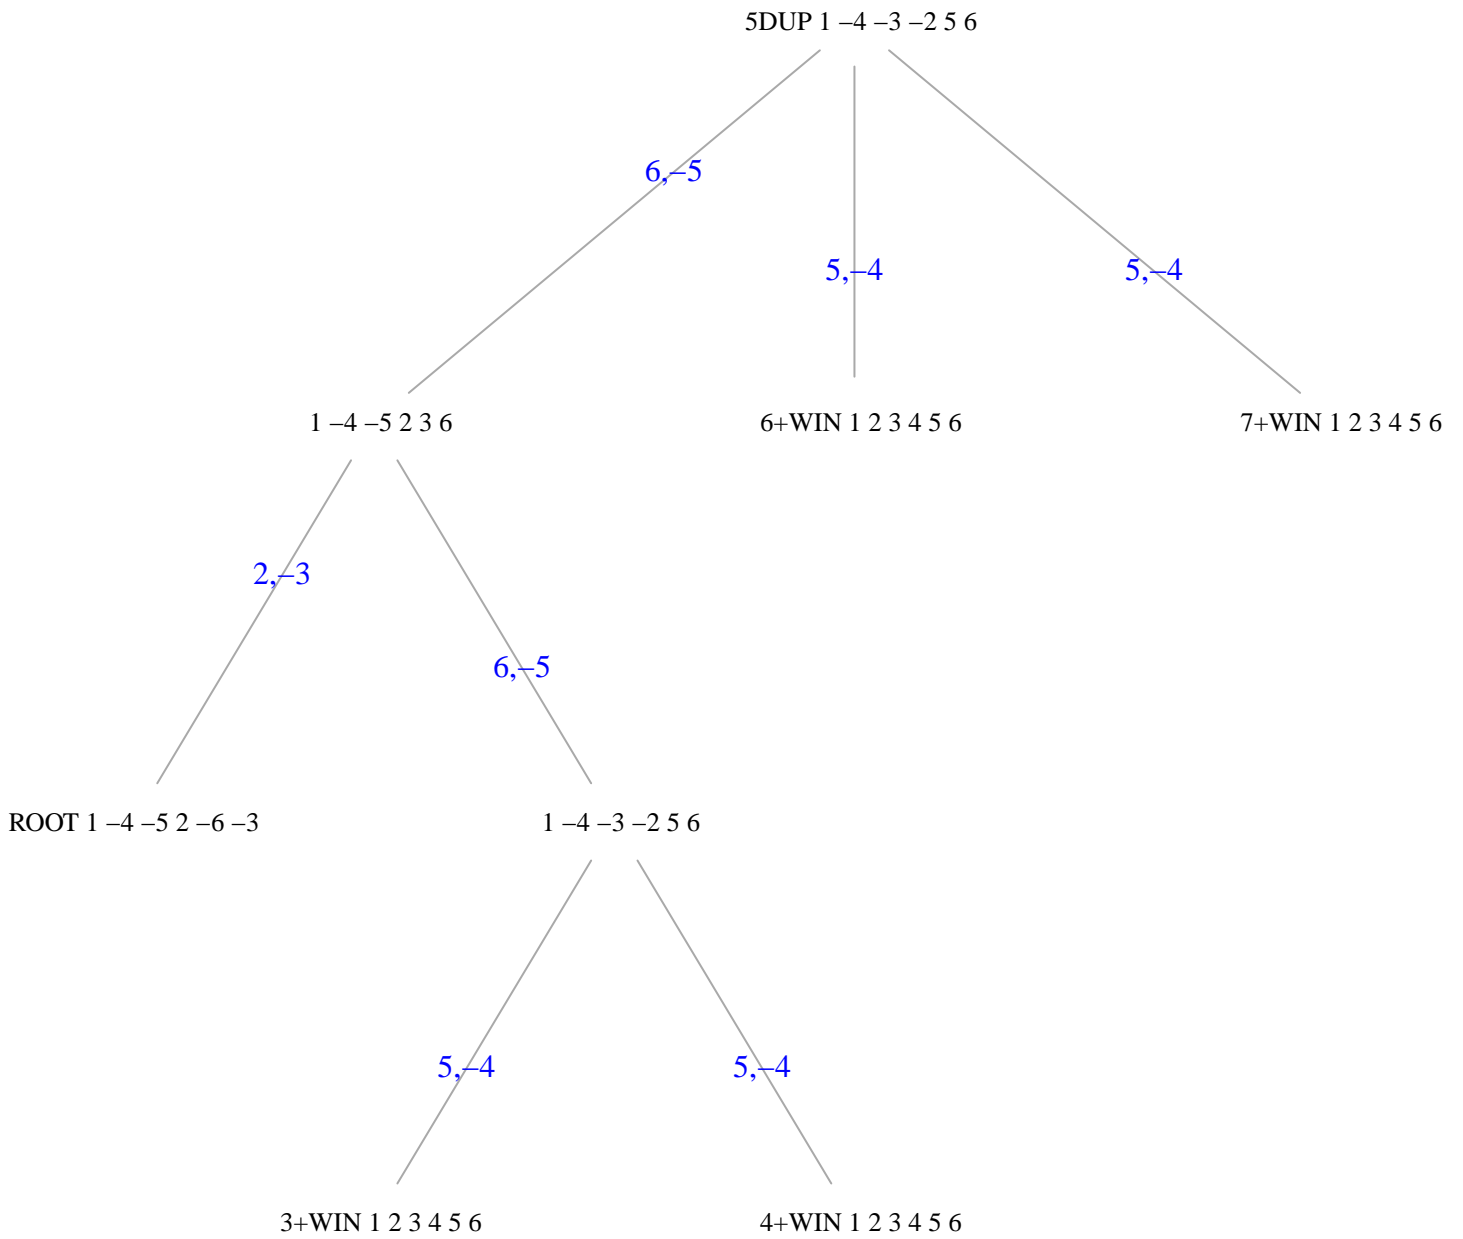 5DUP 1 –4 –3 –2 5 6
6,–5
5,–4
5,–4
1 –4 –5 2 3 6
6+WIN 1 2 3 4 5 6
7+WIN 1 2 3 4 5 6
2,–3
6,–5
ROOT 1 –4 –5 2 –6 –3
1 –4 –3 –2 5 6
5,–4
5,–4
3+WIN 1 2 3 4 5 6
4+WIN 1 2 3 4 5 6